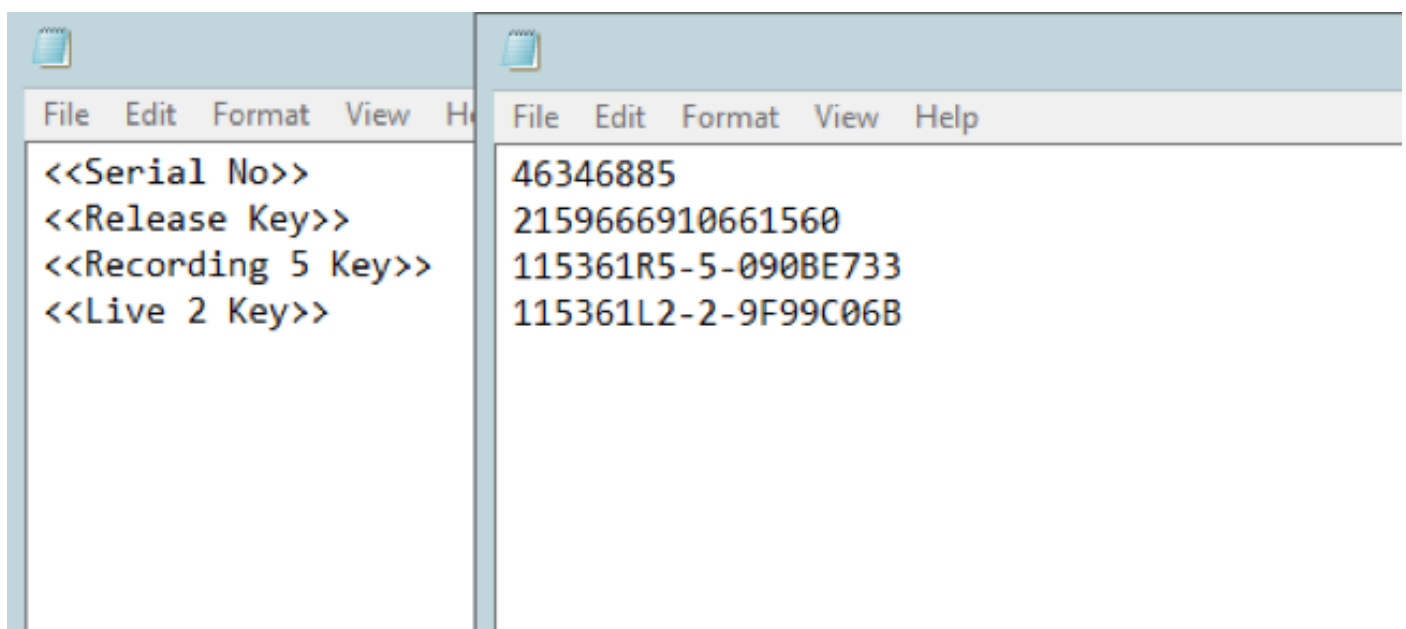 File Edit Format View
<<Serial No>>
<<Release Key>>
<<Recording 5 Key>>
<<Live 2 Key>>
File Edit Format View Help
46346885
2159666910661560
115361R5-5-090BE733
115361L2-2-9F99C06B